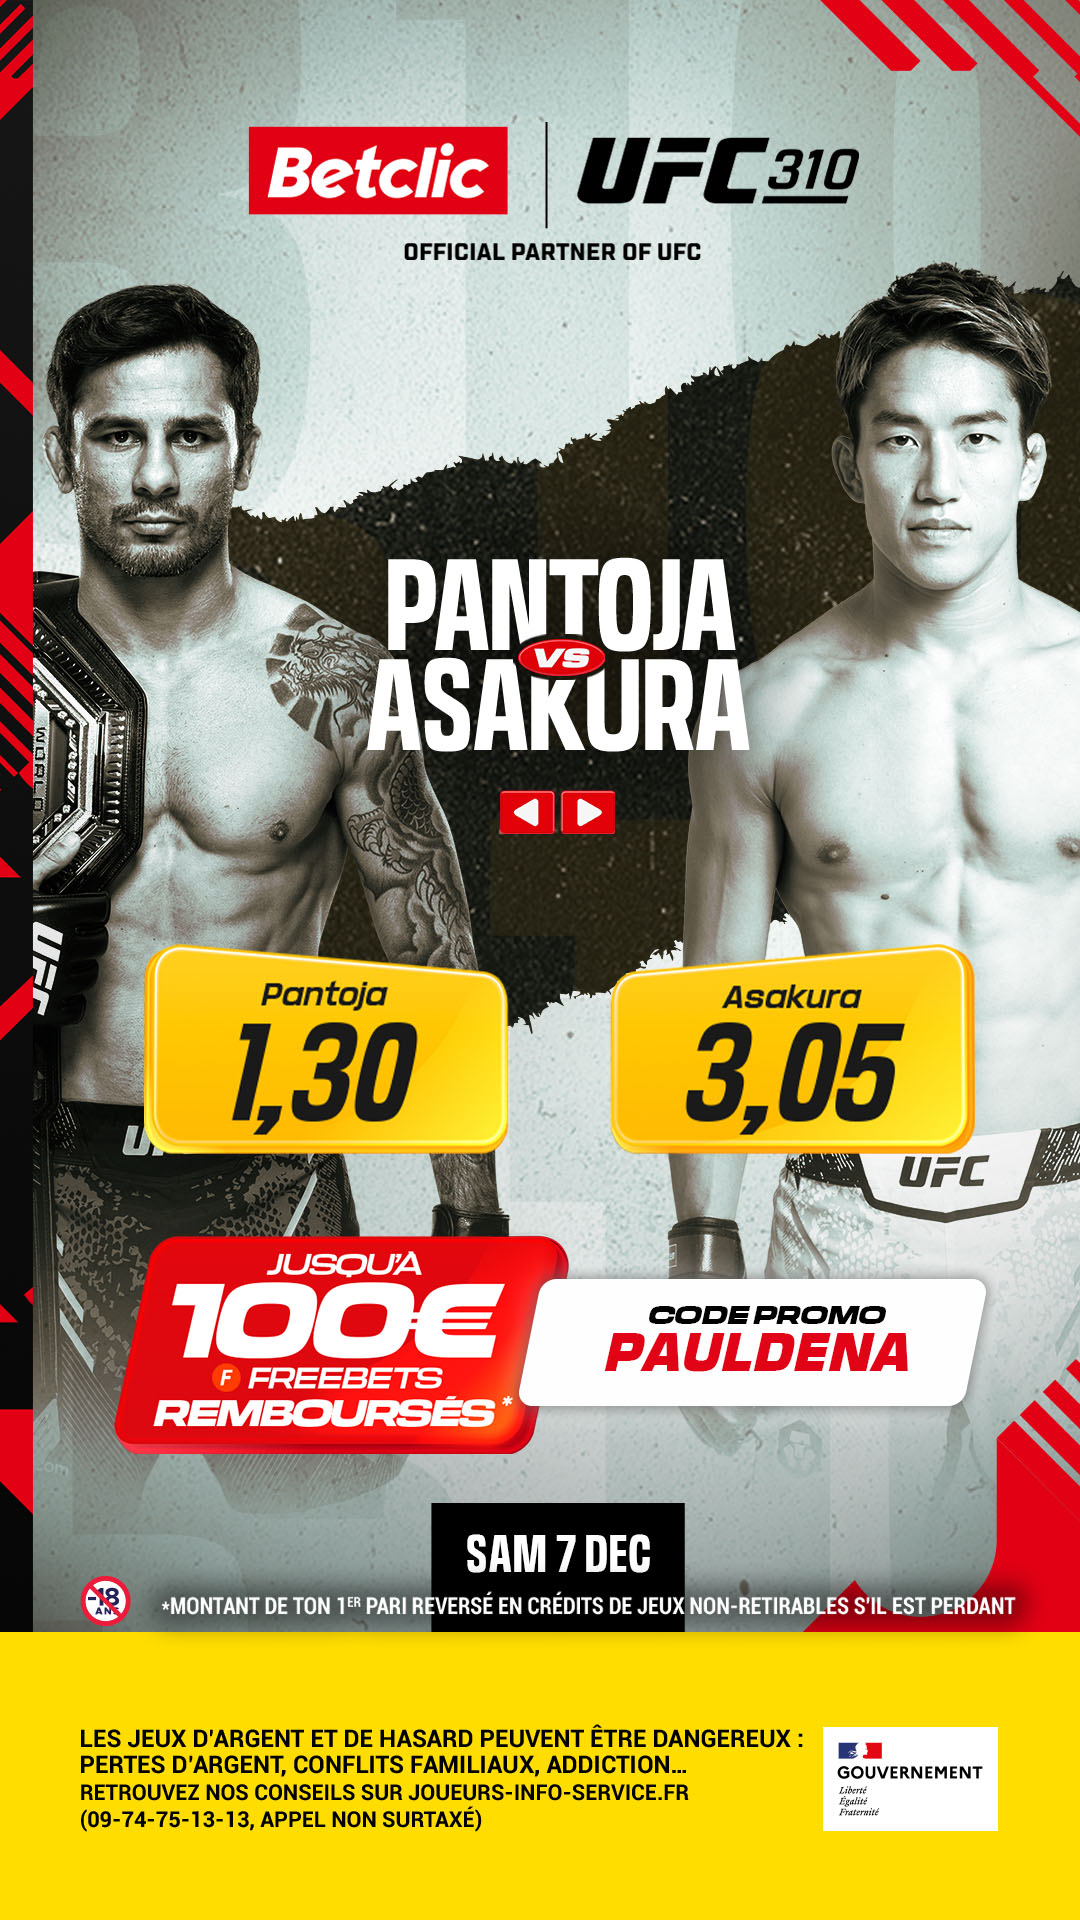 Betclic
UFC 310
OFFICIAL PARTNER OF UFC
PANTOJA
VS
ASAKURA
WORLD
UFC
Pantoja
1,30
Asakura
3,05
UFC
JUSQU'À
100€
F FREEBETS
REMBOURSÉS*
CODE PROMO
PAULDENA
.com
SAM 7 DEC
-18
ANS
*MONTANT DE TON 1ER PARI REVERSÉ EN CRÉDITS DE JEUX NON-RETIRABLES S'IL EST PERDANT
LES JEUX D'ARGENT ET DE HASARD PEUVENT ÊTRE DANGEREUX :
PERTES D'ARGENT, CONFLITS FAMILIAUX, ADDICTION...
RETROUVEZ NOS CONSEILS SUR JOUEURS-INFO-SERVICE.FR
(09-74-75-13-13, APPEL NON SURTAXÉ)
GOUVERNEMENT
Liberté
Égalité
Fraternité